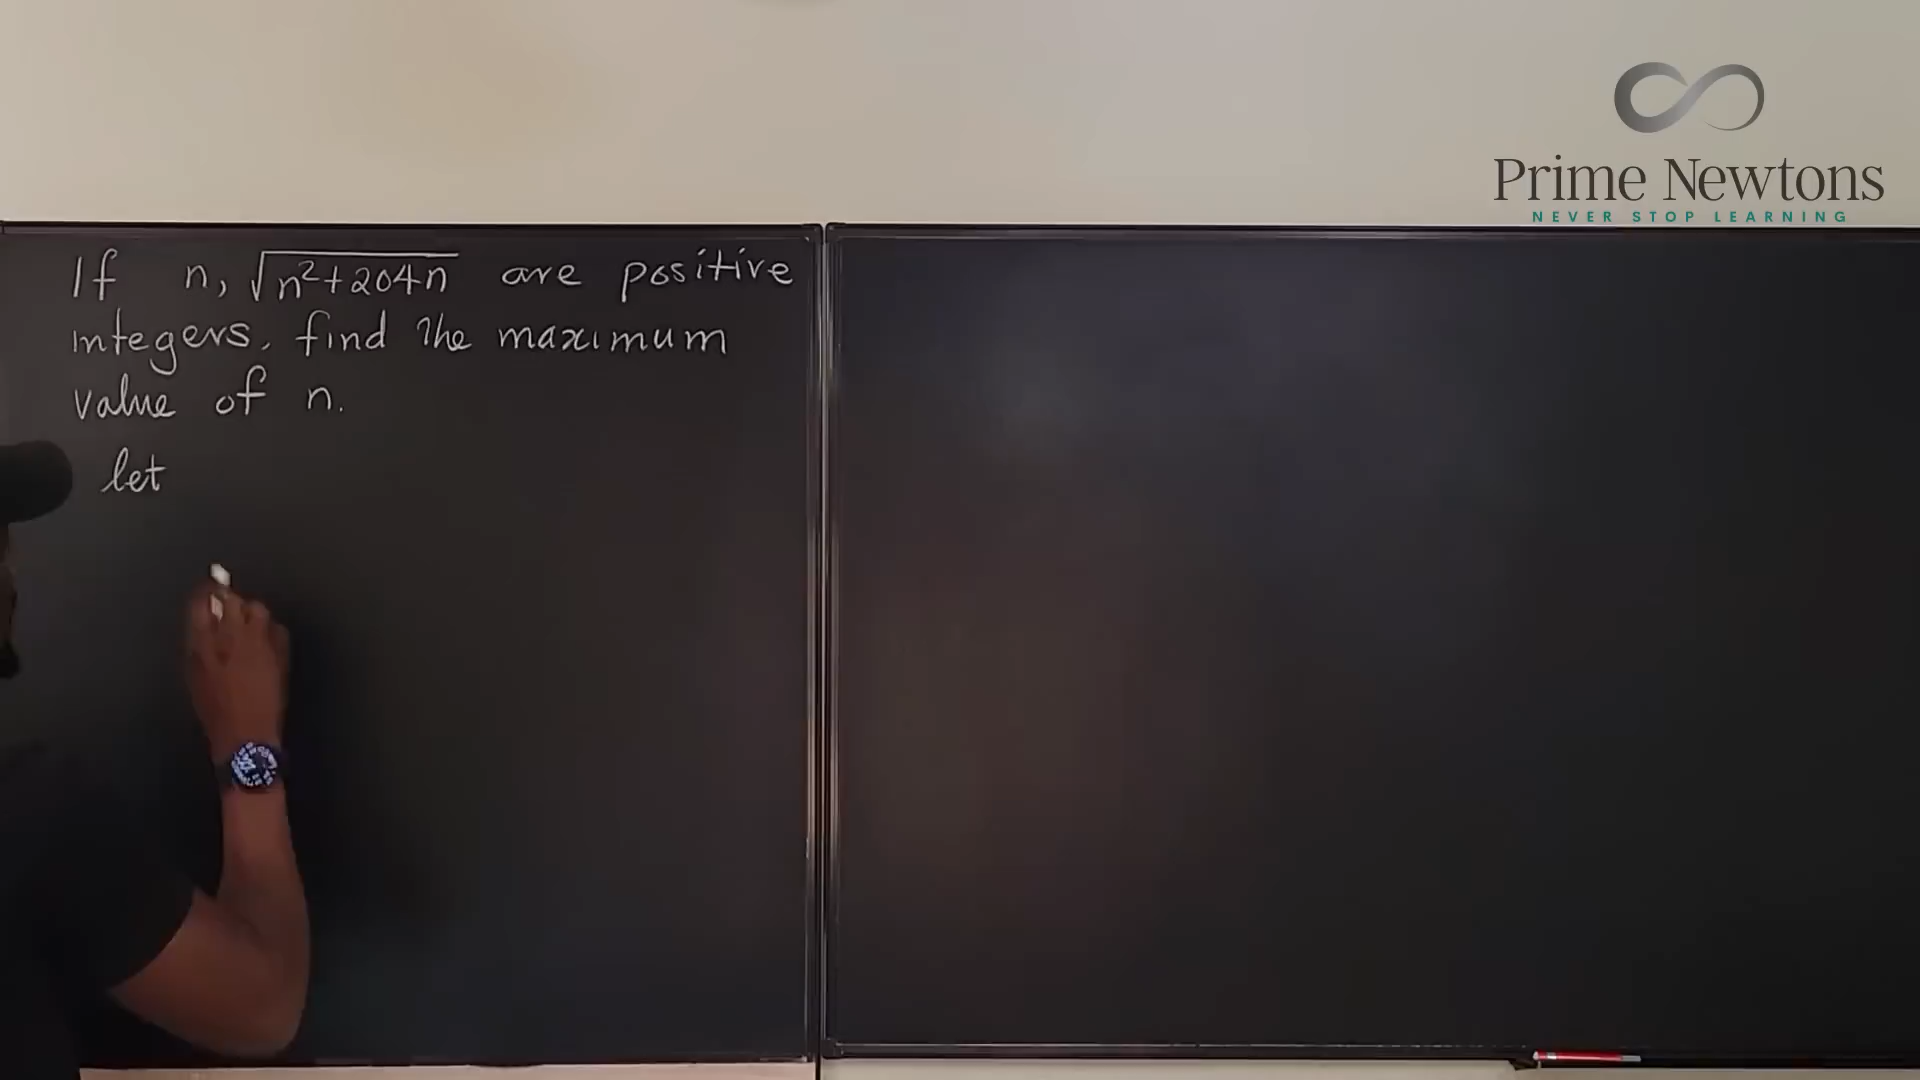 Prime Newtons
NEVER STOP LEARNING
If n, √(n²+204n) are positive
integers, find the maximum
value of n.
let